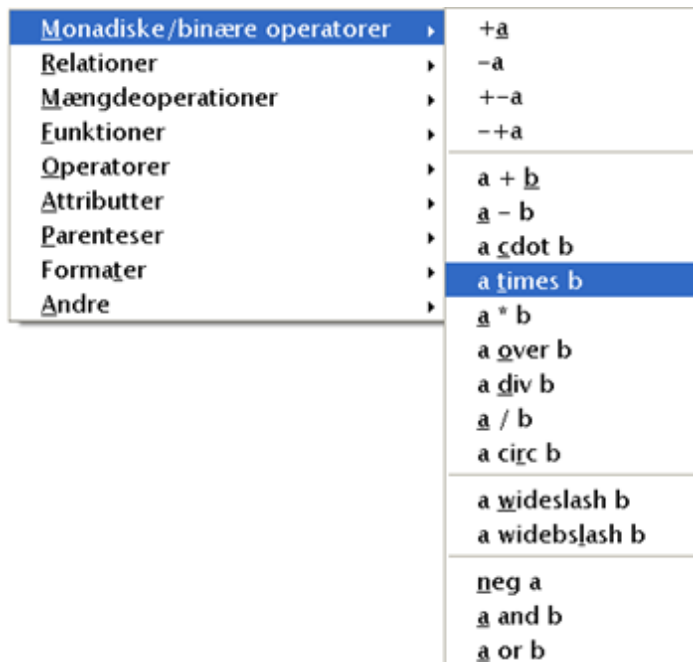 Monadiske/binære operatorer
Relationer
Mængdeoperationer
Funktioner
Operatorer
Attributter
Parenteser
Formater
Andre
+a
−a
+−a
−+a
a + b
a − b
a cdot b
a times b
a * b
a over b
a div b
a / b
a circ b
a wideslash b
a widebslash b
neg a
a and b
a or b